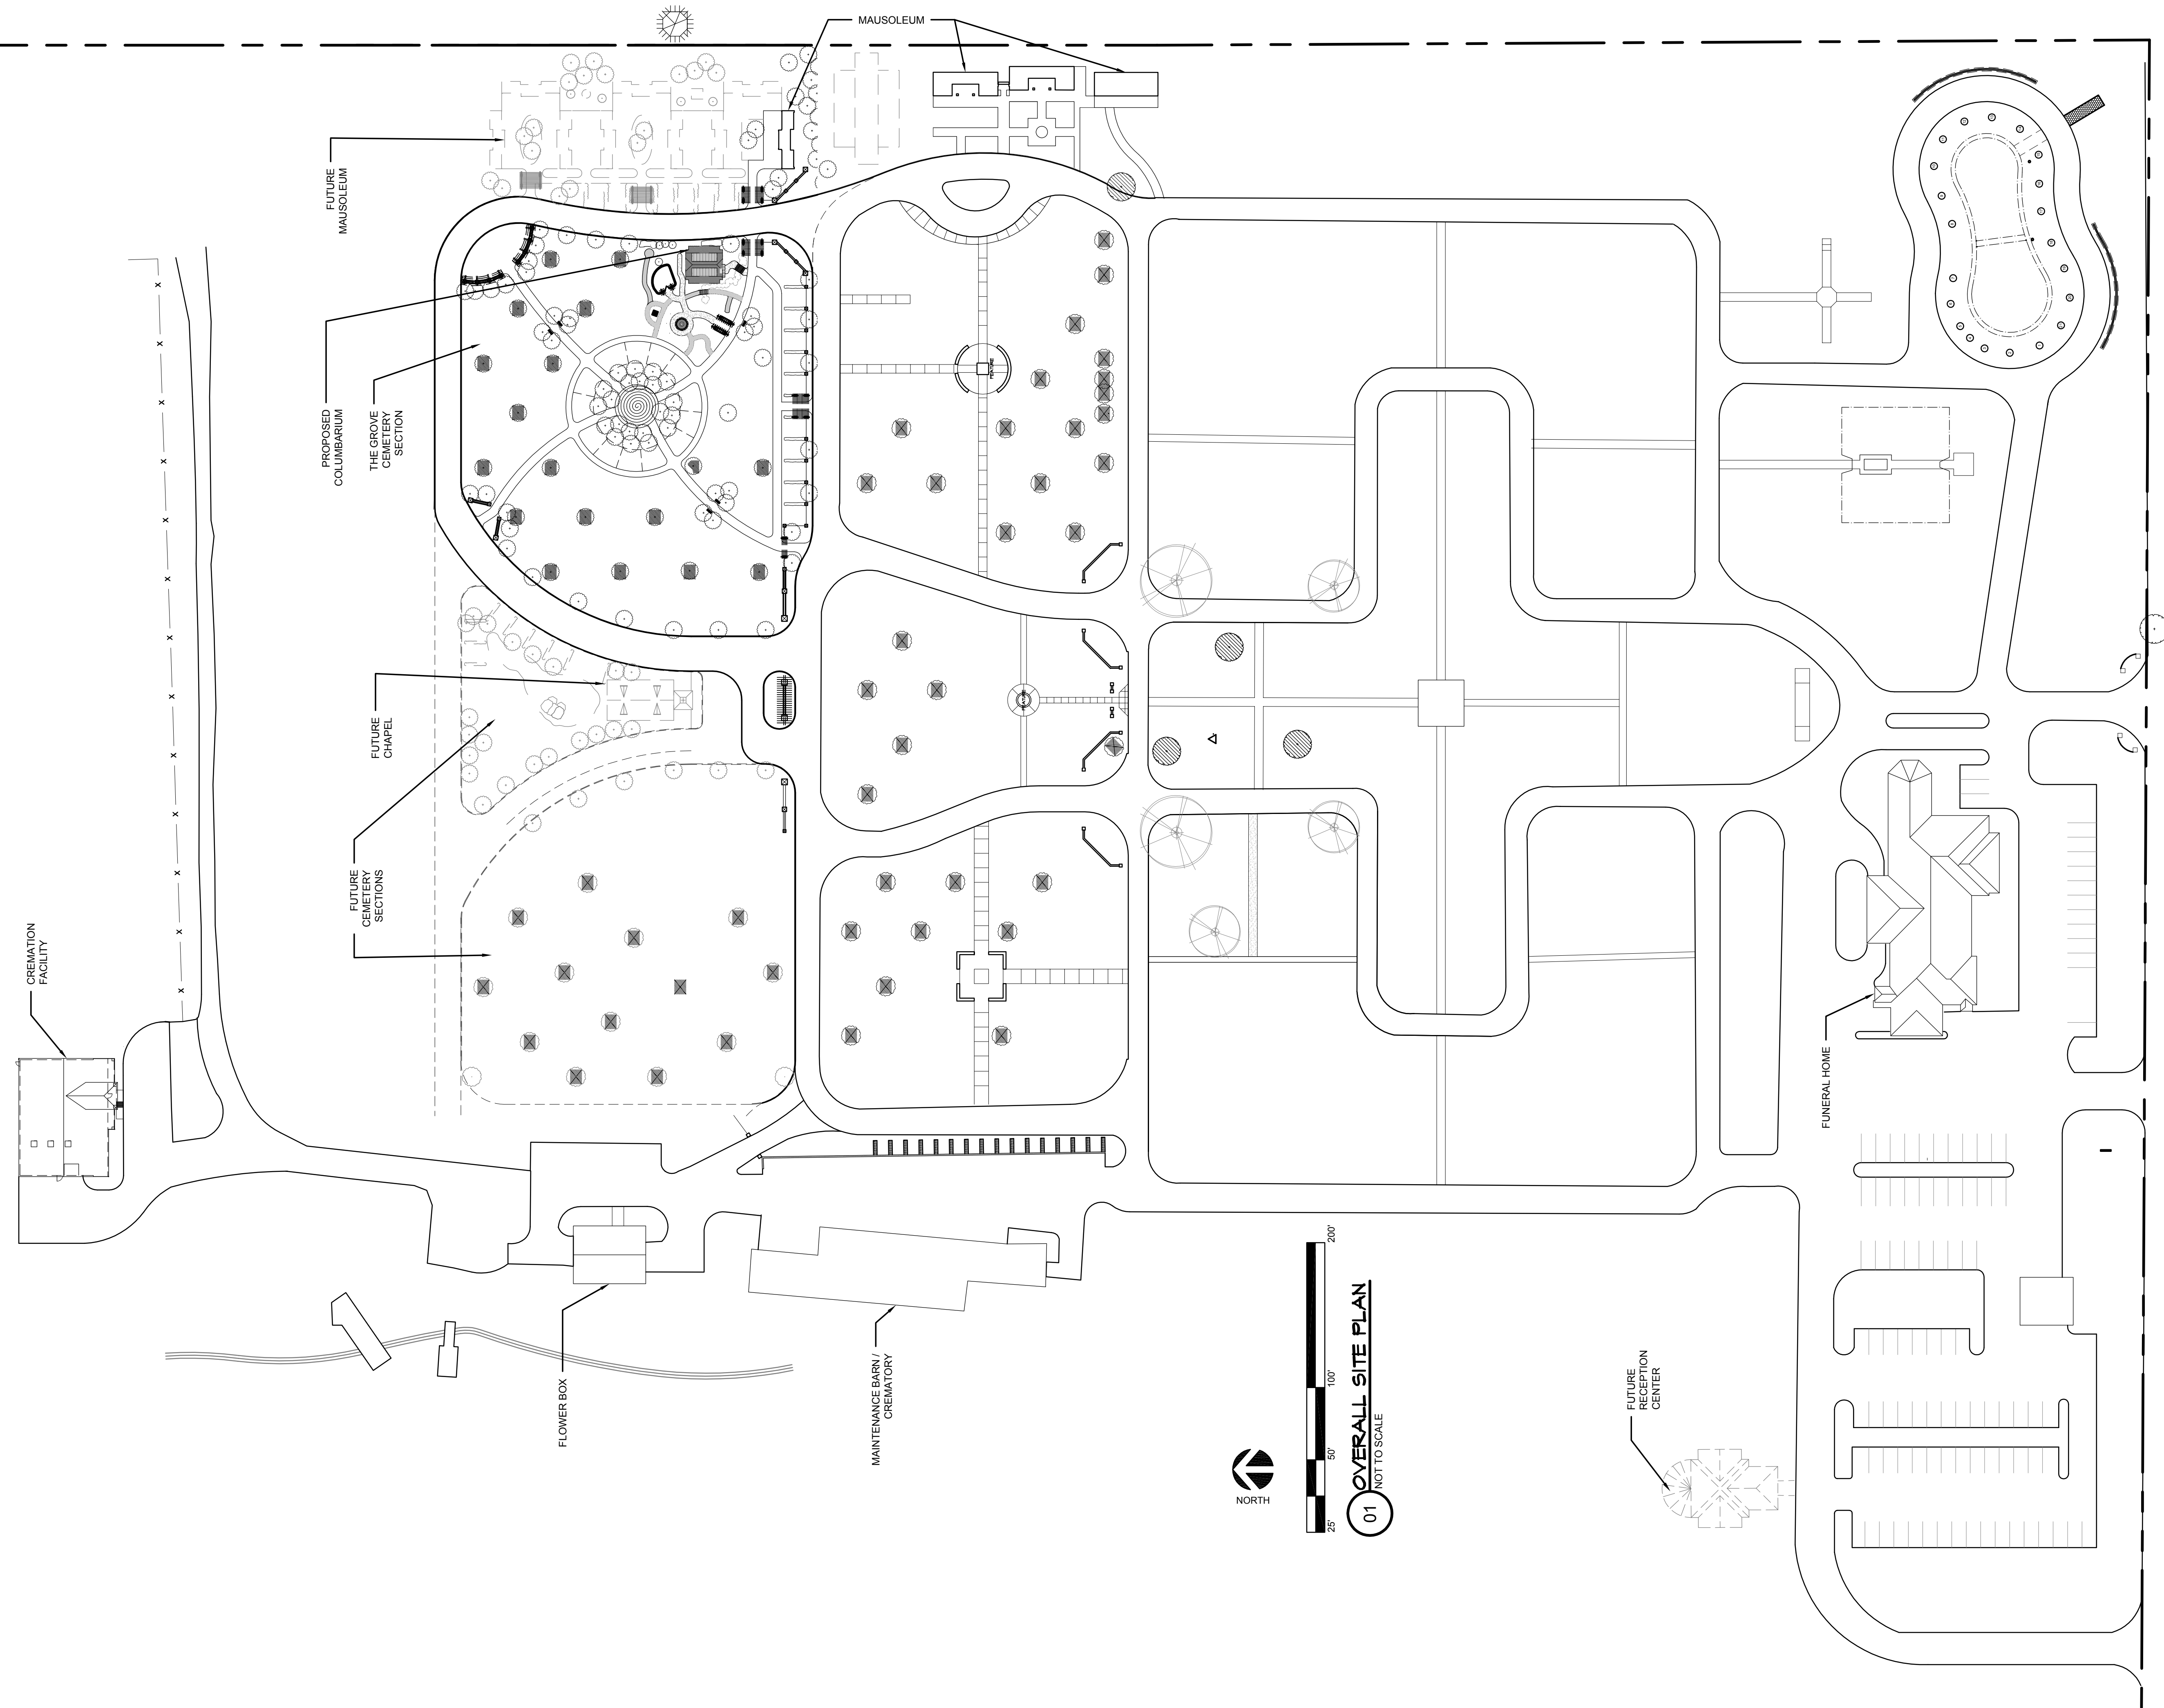 MAUSOLEUM
FUTURE
MAUSOLEUM
PROPOSED
COLUMBARIUM
THE GROVE
CEMETERY
SECTION
FEATURE
FUTURE
CHAPEL
FEATURE
FUTURE
CEMETERY
SECTIONS
CREMATION
FACILITY
FUNERAL HOME
FLOWER BOX
MAINTENANCE BARN /
CREMATORY
FUTURE
RECEPTION
CENTER
NORTH
25'
50'
100'
200'
01
OVERALL SITE PLAN
NOT TO SCALE
X
X
X
X
X
X
X
X
X
X
X
X
X